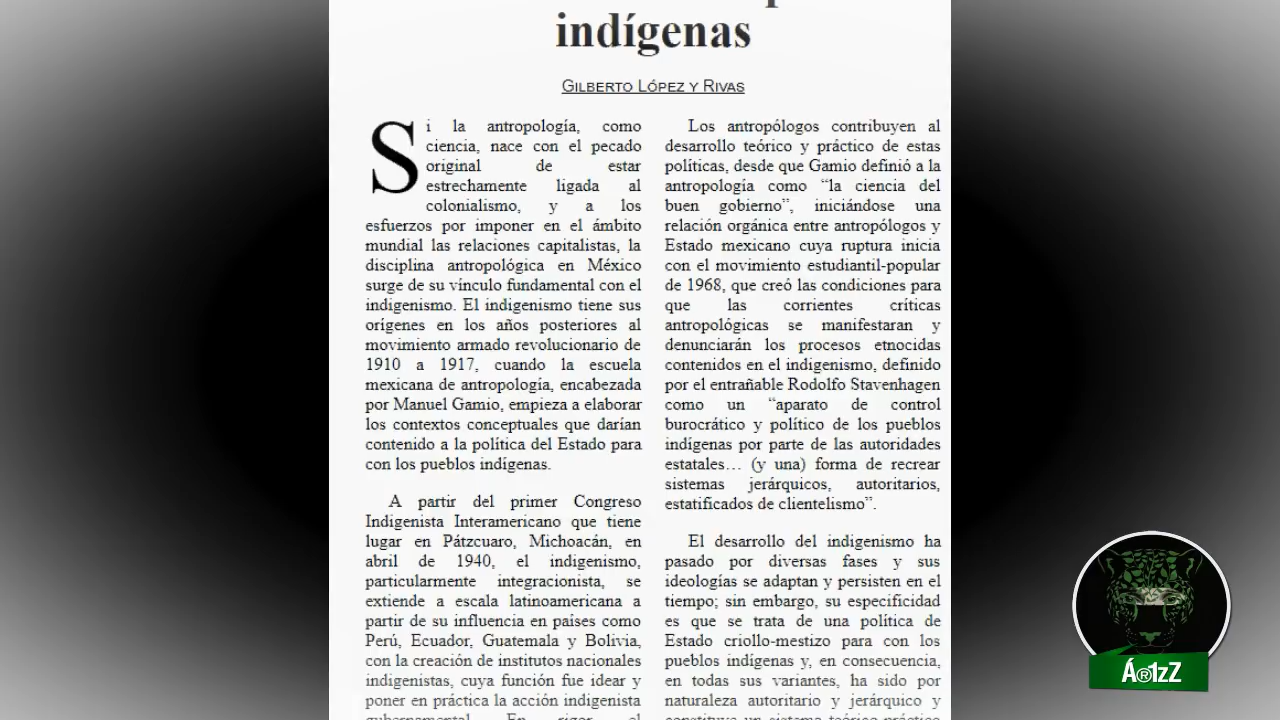 indígenas
GILBERTO LÓPEZ Y RIVAS
Si la antropología, como
ciencia, nace con el pecado
original de estar
estrechamente ligada al
colonialismo, y a los
esfuerzos por imponer en el ámbito
mundial las relaciones capitalistas, la
disciplina antropológica en México
surge de su vínculo fundamental con el
indigenismo. El indigenismo tiene sus
orígenes en los años posteriores al
movimiento armado revolucionario de
1910 a 1917, cuando la escuela
mexicana de antropología, encabezada
por Manuel Gamio, empieza a elaborar
los contextos conceptuales que darían
contenido a la política del Estado para
con los pueblos indígenas.
A partir del primer Congreso
Indigenista Interamericano que tiene
lugar en Pátzcuaro, Michoacán, en
abril de 1940, el indigenismo,
particularmente integracionista, se
extiende a escala latinoamericana a
partir de su influencia en países como
Perú, Ecuador, Guatemala y Bolivia,
con la creación de institutos nacionales
indigenistas, cuya función fue idear y
poner en práctica la acción indigenista
gubernamental. En rigor, el
Los antropólogos contribuyen al
desarrollo teórico y práctico de estas
políticas, desde que Gamio definió a la
antropología como “la ciencia del
buen gobierno”, iniciándose una
relación orgánica entre antropólogos y
Estado mexicano cuya ruptura inicia
con el movimiento estudiantil-popular
de 1968, que creó las condiciones para
que las corrientes críticas
antropológicas se manifestaran y
denunciarán los procesos etnocidas
contenidos en el indigenismo, definido
por el entrañable Rodolfo Stavenhagen
como un “aparato de control
burocrático y político de los pueblos
indígenas por parte de las autoridades
estatales… (y una) forma de recrear
sistemas jerárquicos, autoritarios,
estatificados de clientelismo”.
El desarrollo del indigenismo ha
pasado por diversas fases y sus
ideologías se adaptan y persisten en el
tiempo; sin embargo, su especificidad
es que se trata de una política de
Estado criollo-mestizo para con los
pueblos indígenas y, en consecuencia,
en todas sus variantes, ha sido por
naturaleza autoritario y jerárquico y
constituye un sistema teórico práctico
Á®1zZ